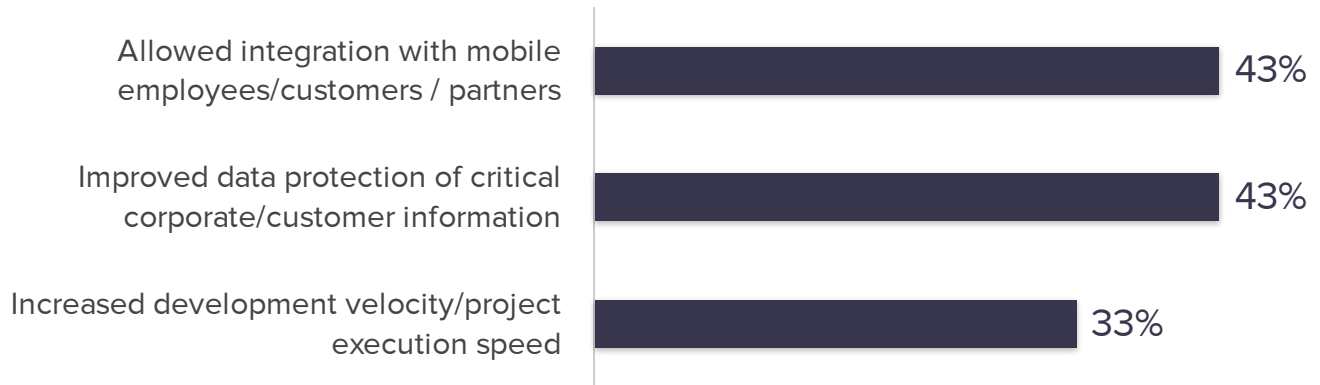 Allowed integration with mobile
employees/customers / partners
43%
Improved data protection of critical
corporate/customer information
43%
Increased development velocity/project
execution speed
33%